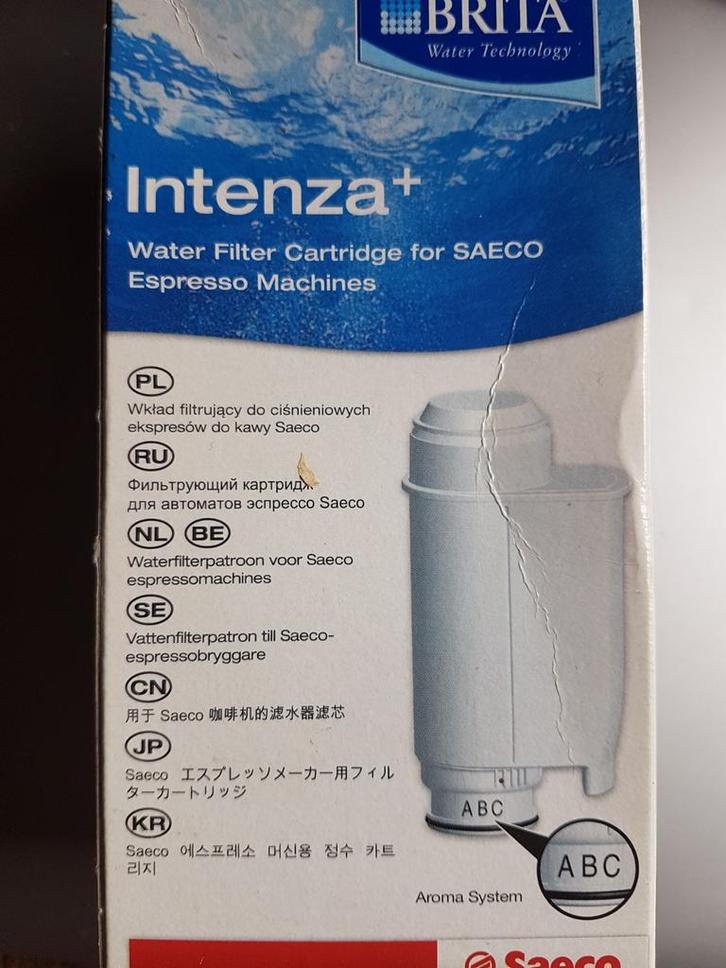 BRITA
Water Technology
Intenza+
Water Filter Cartridge for SAECO
Espresso Machines
PL
Wkład filtrujący do ciśnieniowych
ekspresów do kawy Saeco
RU
Фильтрующий картридж
для автоматов эспрессо Saeco
NL BE
Waterfilterpatroon voor Saeco
espressomachines
SE
Vattenfilterpatron till Saeco-
espressobryggare
CN
用于 Saeco 咖啡机的滤水器滤芯
JP
Saeco エスプレッソメーカー用フィル
ターカートリッジ
KR
Saeco 에스프레소 머신용 정수 카트
리지
ABC
ABC
Aroma System
Saeco